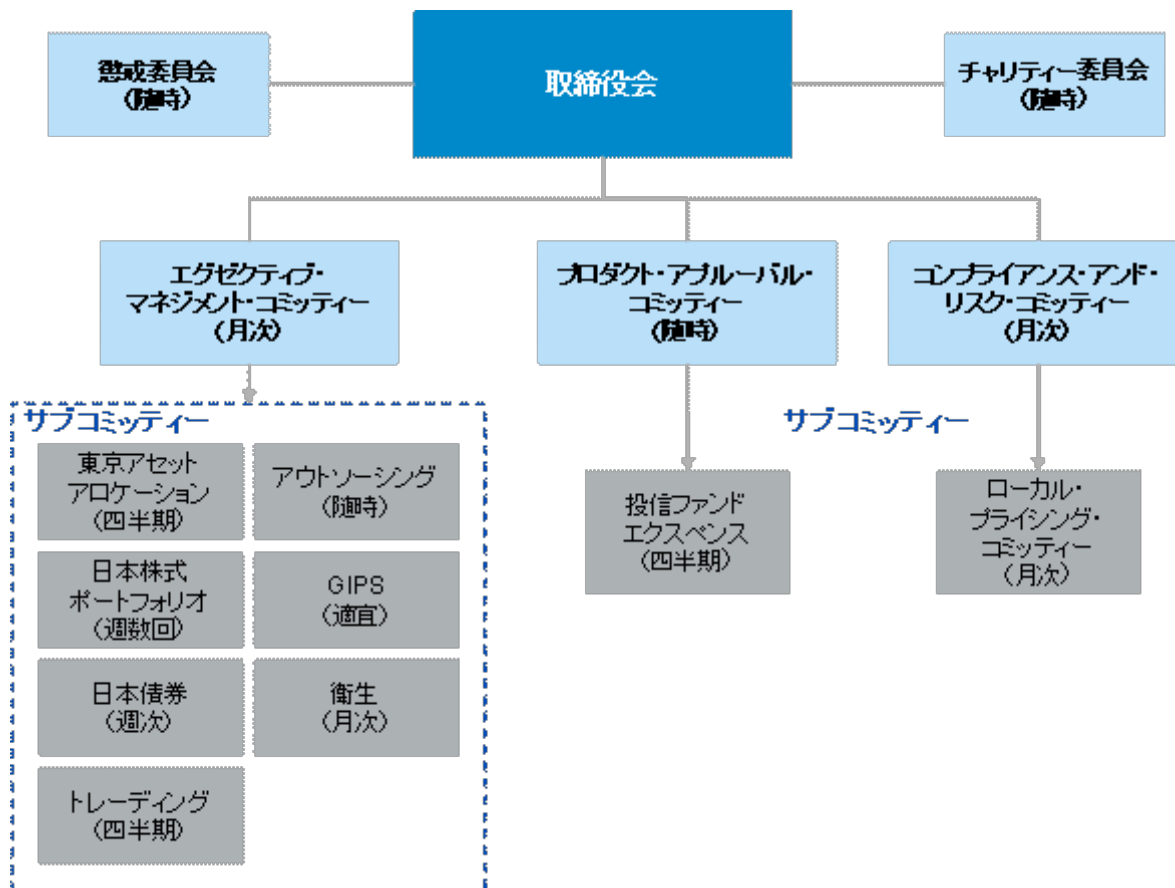 懲戒委員会
(随時)
取締役会
チャリティー委員会
(随時)
エグゼクティブ・
マネジメント・コミッティー
(月次)
プロダクト・アプルーバル・
コミッティー
(随時)
コンプライアンス・アンド・
リスク・コミッティー
(月次)
サブコミッティー
東京アセット
アロケーション
(四半期)
アウトソーシング
(随時)
日本株式
ポートフォリオ
(週数回)
GIPS
(適宜)
日本債券
(週次)
衛生
(月次)
トレーディング
(四半期)
サブコミッティー
投信ファンド
エクスペンス
(四半期)
ローカル・
プライシング・
コミッティー
(月次)